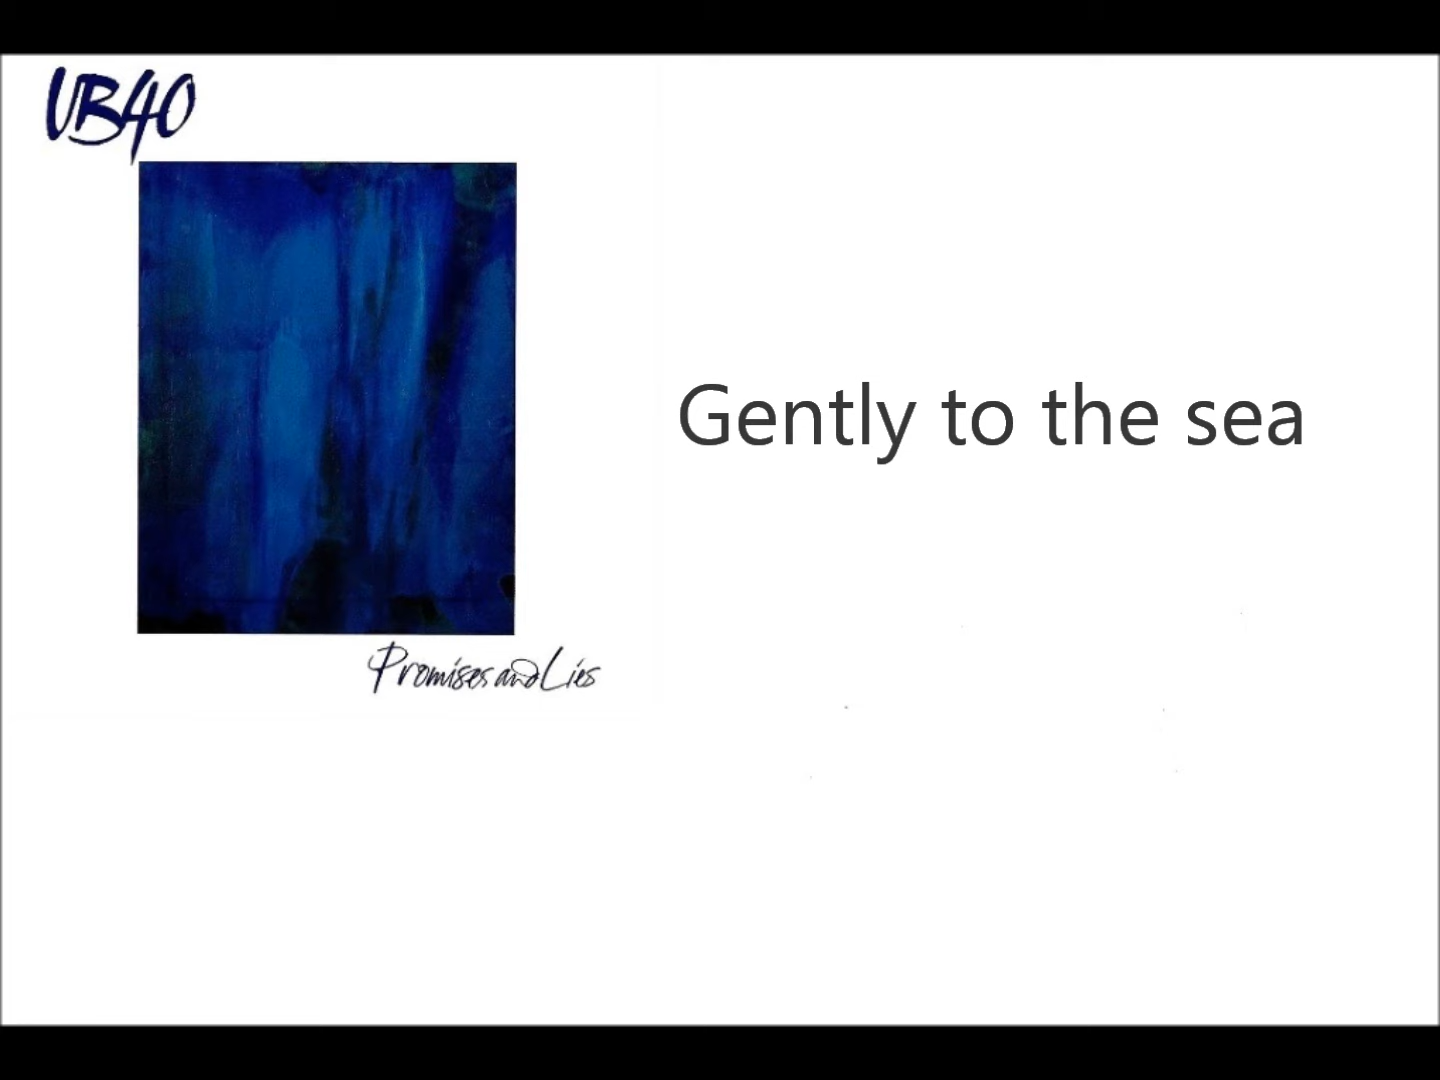 UB40
Gently to the sea
Promises and Lies